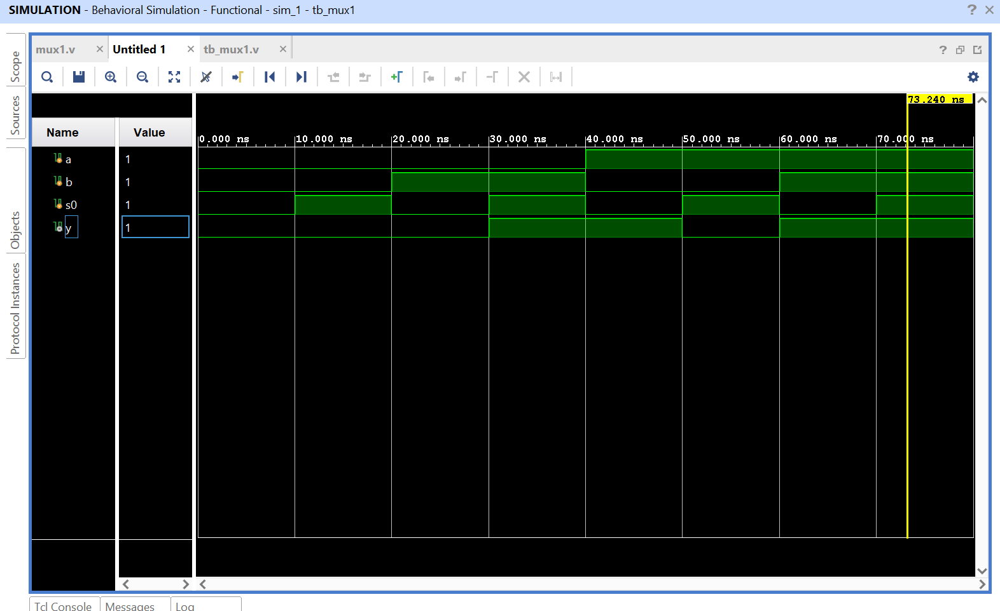 SIMULATION - Behavioral Simulation - Functional - sim_1 - tb_mux1
? ×
Scope
Sources
Objects
Protocol Instances
mux1.v ×
Untitled 1 ×
tb_mux1.v ×
?
73.240 ns
Name Value
0.000 ns 10.000 ns 20.000 ns 30.000 ns 40.000 ns 50.000 ns 60.000 ns 70.000 ns
a 1
b 1
s0 1
y 1
Tcl Console Messages Log